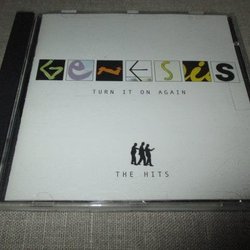 GENESIS
TURN IT ON AGAIN
THE HITS